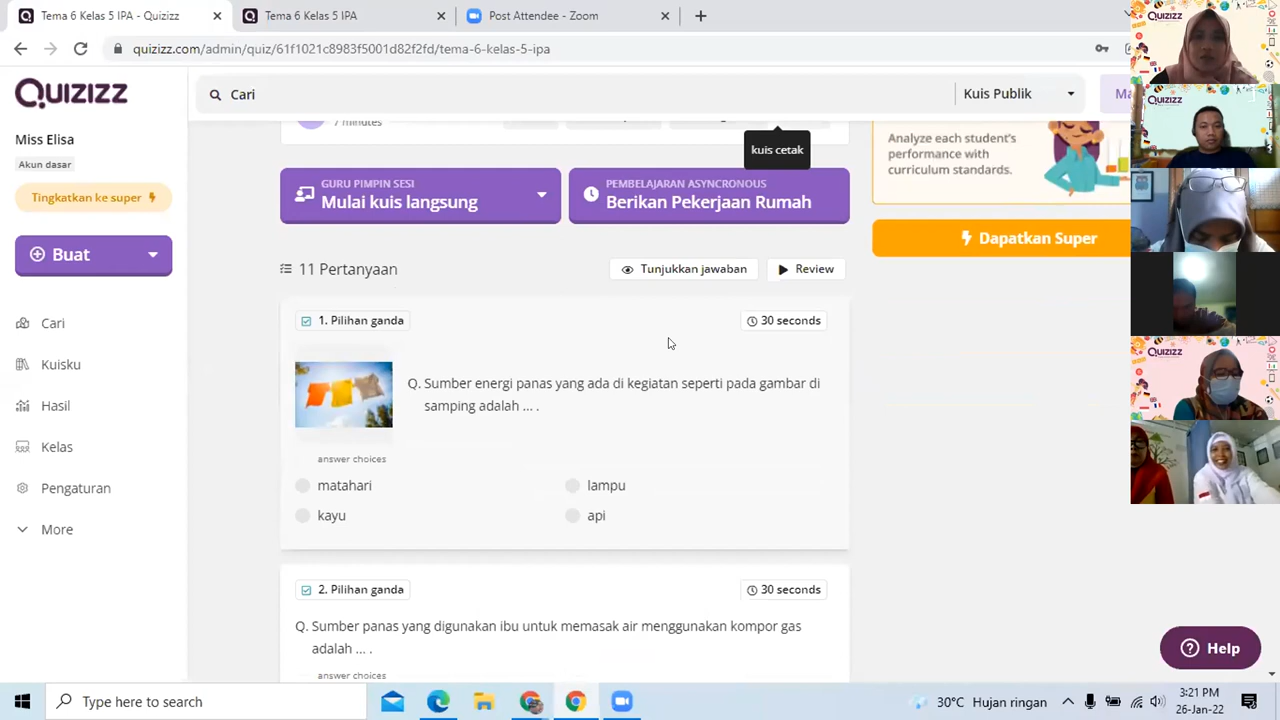 Tema 6 Kelas 5 IPA - Quizizz
Tema 6 Kelas 5 IPA
Post Attendee - Zoom
quizizz.com/admin/quiz/61f1021c8983f5001d82f2fd/tema-6-kelas-5-ipa
Quizizz
Cari
Kuis Publik
Ma
Miss Elisa
Akun dasar
Tingkatkan ke super
Buat
Cari
Kuisku
Hasil
Kelas
Pengaturan
More
7 minutes
kuis cetak
GURU PIMPIN SESI
Mulai kuis langsung
PEMBELAJARAN ASYNCRONOUS
Berikan Pekerjaan Rumah
11 Pertanyaan
Tunjukkan jawaban
Review
1. Pilihan ganda
30 seconds
Q. Sumber energi panas yang ada di kegiatan seperti pada gambar di
samping adalah ... .
answer choices
matahari
lampu
kayu
api
2. Pilihan ganda
30 seconds
Q. Sumber panas yang digunakan ibu untuk memasak air menggunakan kompor gas
adalah ... .
answer choices
Analyze each student's
performance with
curriculum standards.
Dapatkan Super
QUIZIZZ
QUIZIZZ
QUIZIZZ
Help
Type here to search
30°C Hujan ringan
3:21 PM
26-Jan-22